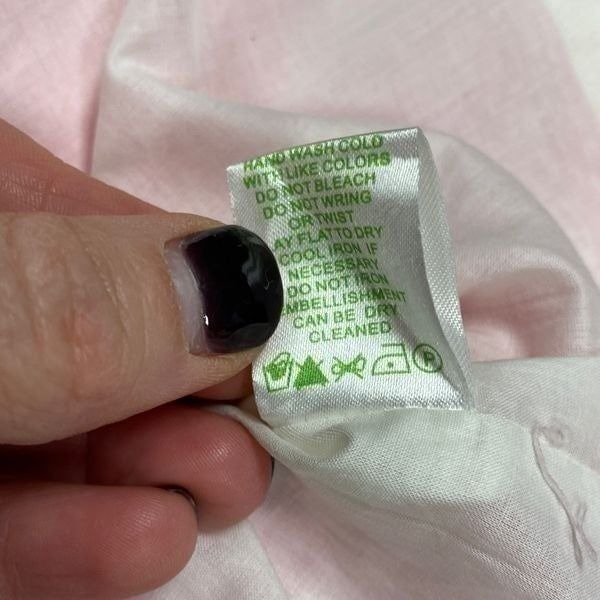 HAND WASH COLD
WITH LIKE COLORS
DO NOT BLEACH
DO NOT WRING
OR TWIST
AY FLAT TO DRY
COOL IRON IF
NECESSARY
DO NOT IRON
EMBELLISHMENT
CAN BE DRY
CLEANED
P